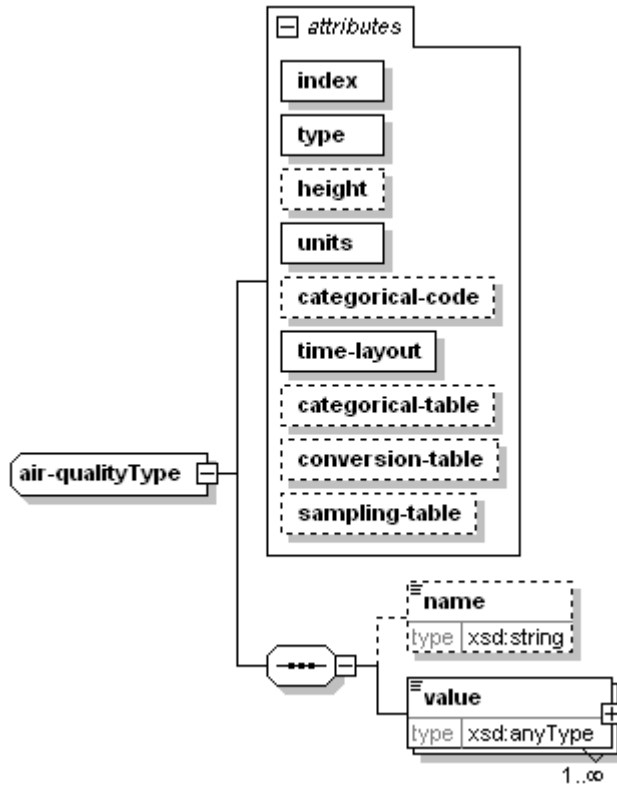 attributes
index
type
height
units
categorical-code
time-layout
categorical-table
conversion-table
sampling-table
air-qualityType
name
type xsd:string
value
type xsd:anyType
1..∞